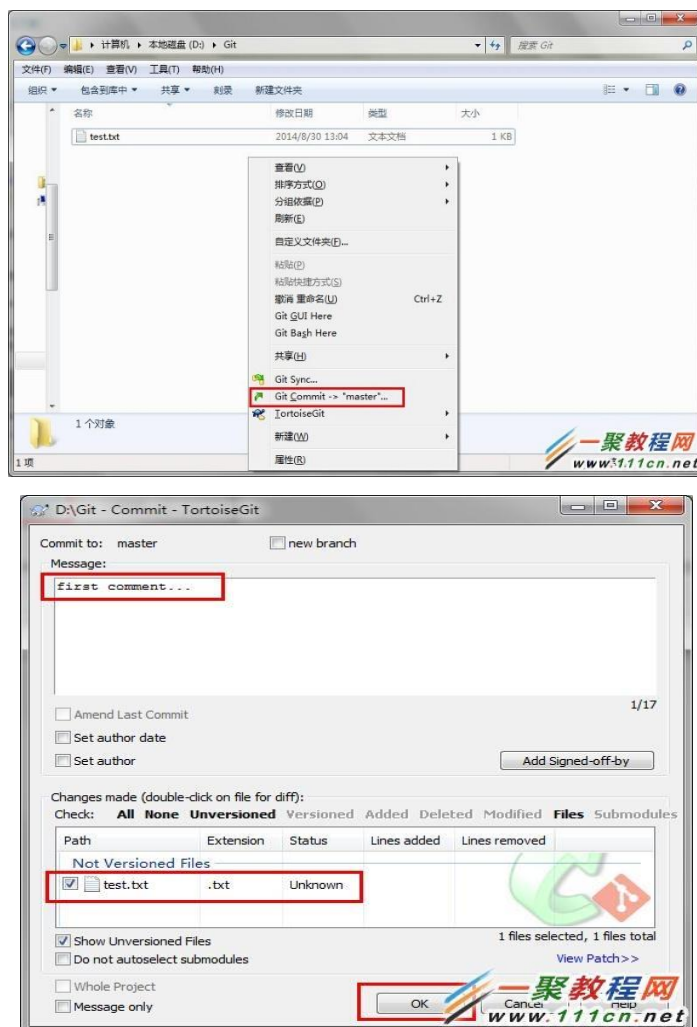 计算机 ▸ 本地磁盘 (D:) ▸ Git
搜索 Git
文件(F) 编辑(E) 查看(V) 工具(T) 帮助(H)
组织 包含到库中 共享 刻录 新建文件夹
名称 修改日期 类型 大小
test.txt 2014/8/30 13:04 文本文档 1 KB
查看(V)
排序方式(O)
分组依据(P)
刷新(E)
自定义文件夹(F)...
粘贴(P)
粘贴快捷方式(S)
撤消 重命名(U) Ctrl+Z
Git GUI Here
Git Bash Here
共享(H)
Git Sync...
Git Commit -> "master"...
TortoiseGit
新建(W)
属性(R)
1 个对象
1 项
一聚教程网
www.111cn.net
D:\Git - Commit - TortoiseGit
Commit to: master new branch
Message:
first comment...
1/17
Amend Last Commit
Set author date
Set author Add Signed-off-by
Changes made (double-click on file for diff):
Check: All None Unversioned Versioned Added Deleted Modified Files Submodules
Path Extension Status Lines added Lines removed
Not Versioned Files
test.txt .txt Unknown
Show Unversioned Files 1 files selected, 1 files total
Do not autoselect submodules View Patch>>
Whole Project
Message only OK Cancel Help
一聚教程网
www.111cn.net